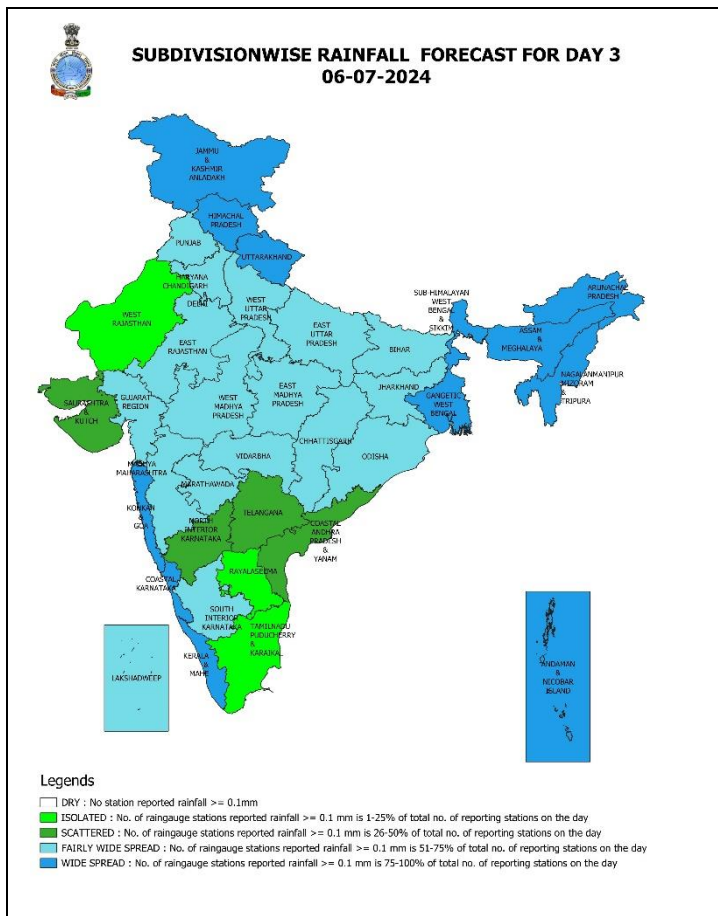 SUBDIVISIONWISE RAINFALL FORECAST FOR DAY 3
06-07-2024
JAMMU
&
KASHMIR
ANLADAKH
HIMACHAL
PRADESH
PUNJAB
UTTARAKHAND
HARYANA
CHANDIGARH
&
DELHI
WEST
UTTAR
PRADESH
SUB-HIMALAYAN
WEST
BENGAL
&
SIKKIM
ARUNACHAL
PRADESH
WEST
RAJASTHAN
EAST
RAJASTHAN
EAST
UTTAR
PRADESH
BIHAR
ASSAM
&
MEGHALAYA
NAGALANMANIPUR
MIZORAM
&
TRIPURA
SAURASHTRA
&
KUTCH
GUJARAT
REGION
WEST
MADHYA
PRADESH
EAST
MADHYA
PRADESH
JHARKHAND
GANGETIC
WEST
BENGAL
CHHATTISGARH
ODISHA
VIDARBHA
MADHYA
MAHARASHTRA
MARATHAWADA
KONKAN
&
GOA
NORTH
INTERIOR
KARNATAKA
TELANGANA
COASTAL
ANDHRA
PRADESH
&
YANAM
RAYALASEEMA
COASTAL
KARNATAKA
SOUTH
INTERIOR
KARNATAKA
TAMILNADU
PUDUCHERRY
&
KARAIKAL
KERALA
&
MAHE
LAKSHADWEEP
ANDAMAN
&
NICOBAR
ISLAND
Legends
DRY : No station reported rainfall >= 0.1mm
ISOLATED : No. of raingauge stations reported rainfall >= 0.1 mm is 1-25% of total no. of reporting stations on the day
SCATTERED : No. of raingauge stations reported rainfall >= 0.1 mm is 26-50% of total no. of reporting stations on the day
FAIRLY WIDE SPREAD : No. of raingauge stations reported rainfall >= 0.1 mm is 51-75% of total no. of reporting stations on the day
WIDE SPREAD : No. of raingauge stations reported rainfall >= 0.1 mm is 75-100% of total no. of reporting stations on the day